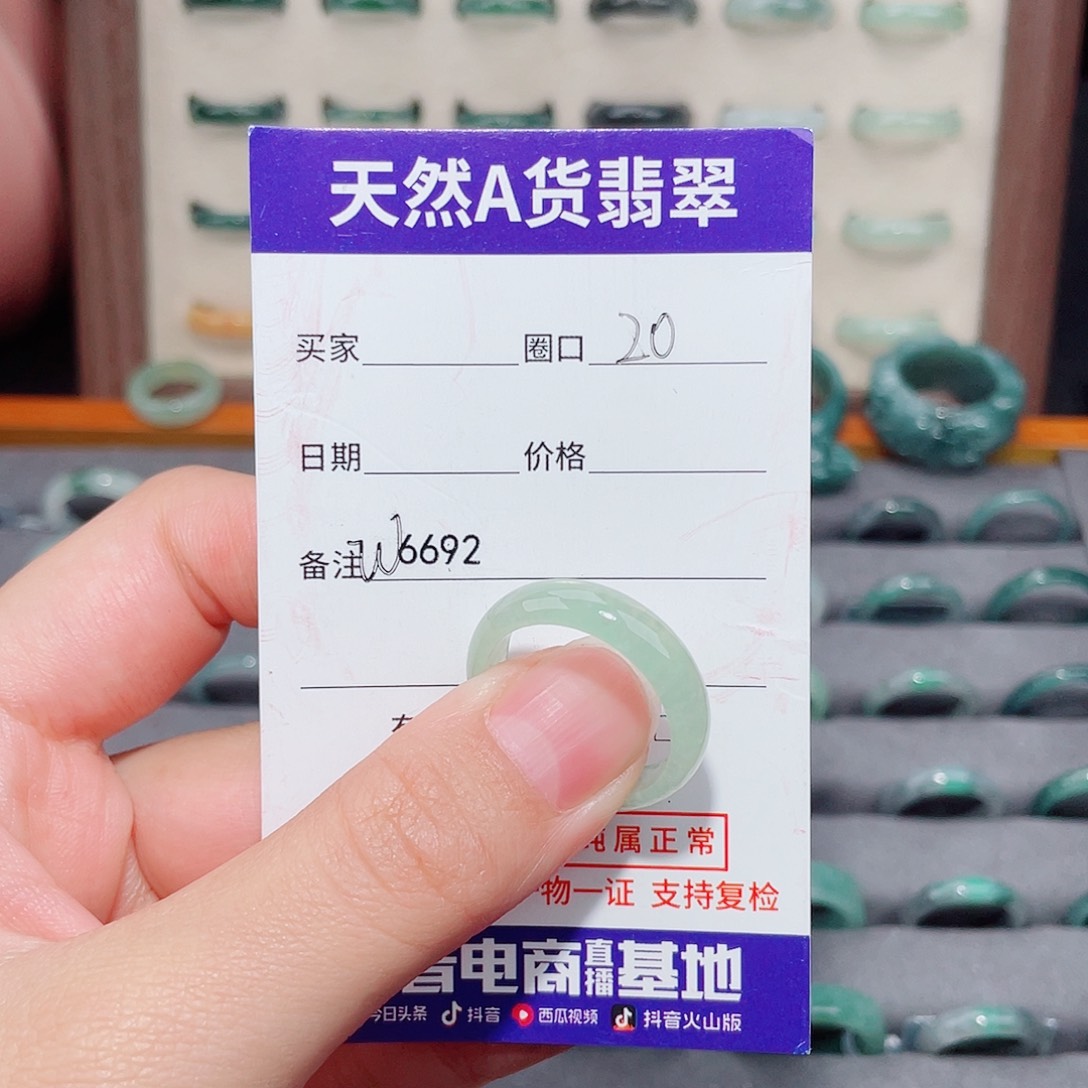 天然A货翡翠
买家 圈口 20
日期 价格
备注 W6692
纯属正常
物一证 支持复检
音电商直播基地
今日头条 抖音 西瓜视频 抖音火山版